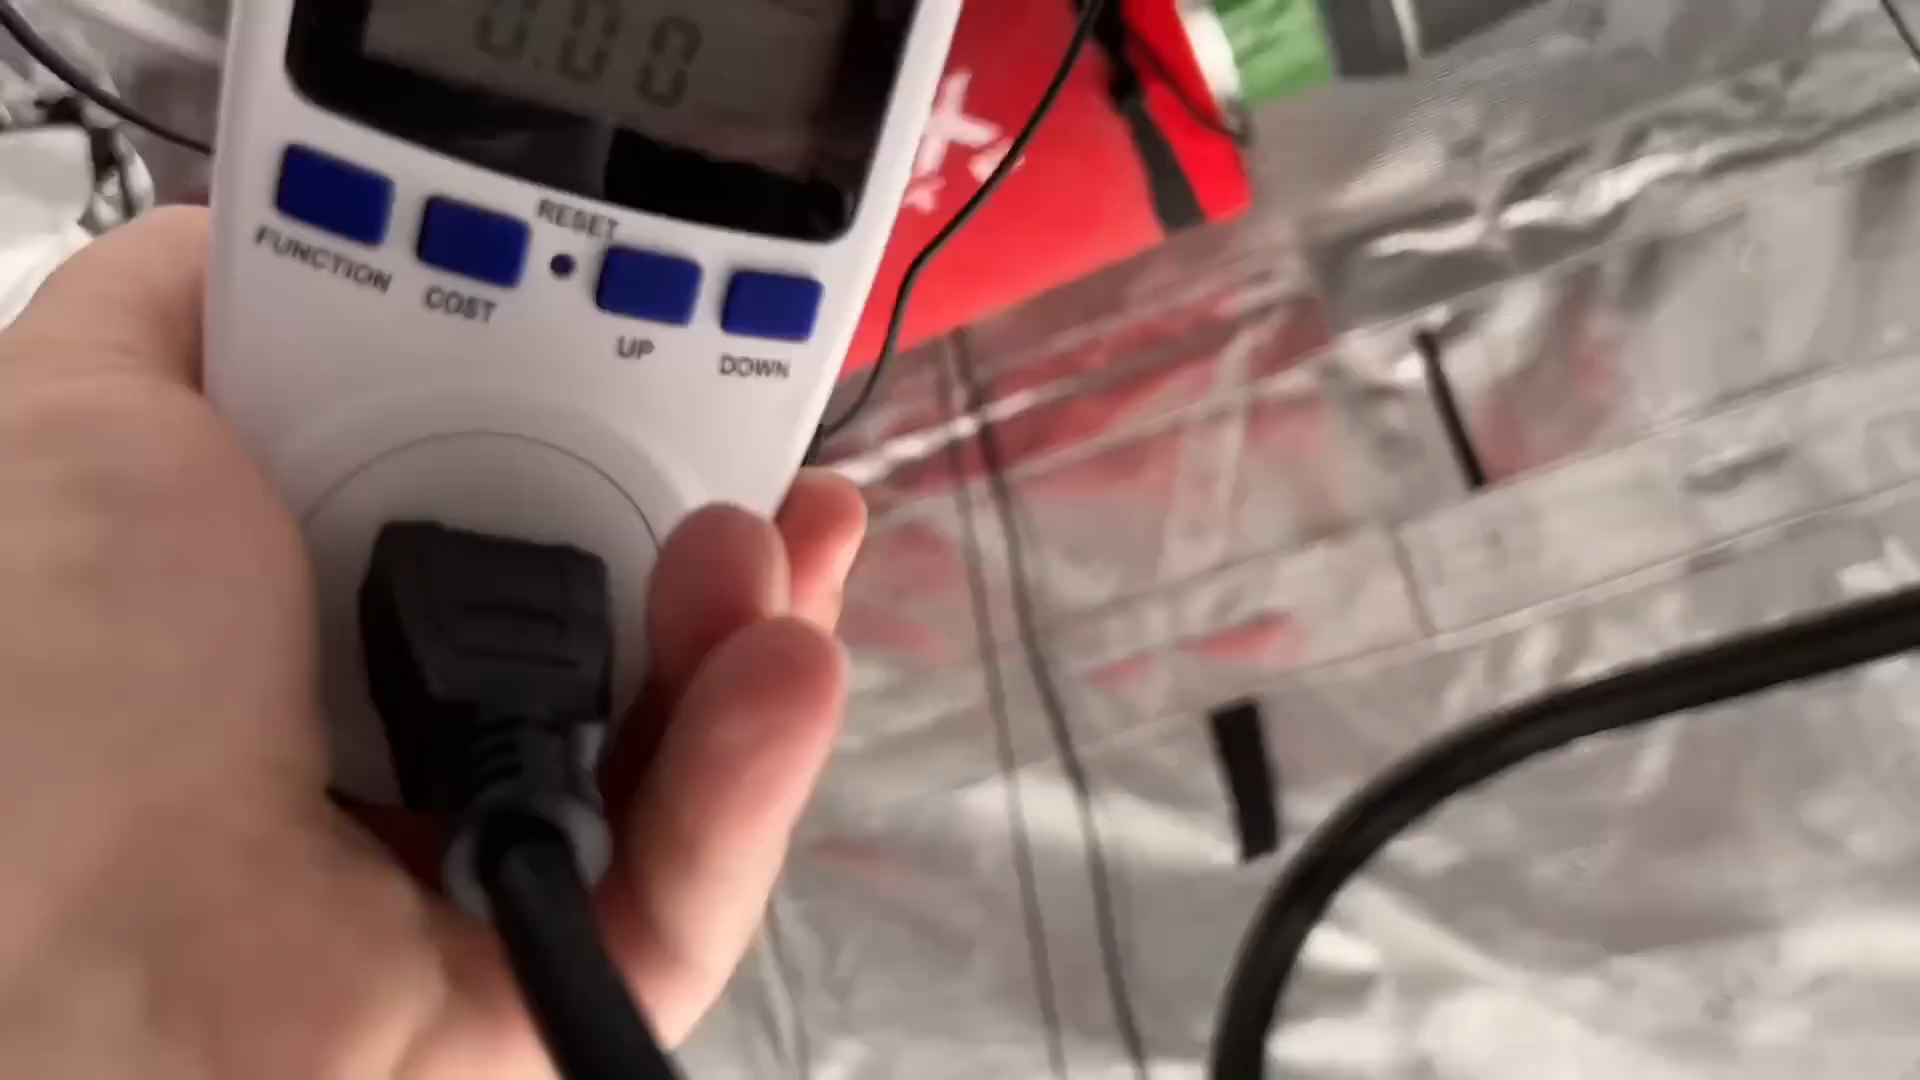 0.00
RESET
FUNCTION
COST
UP
DOWN